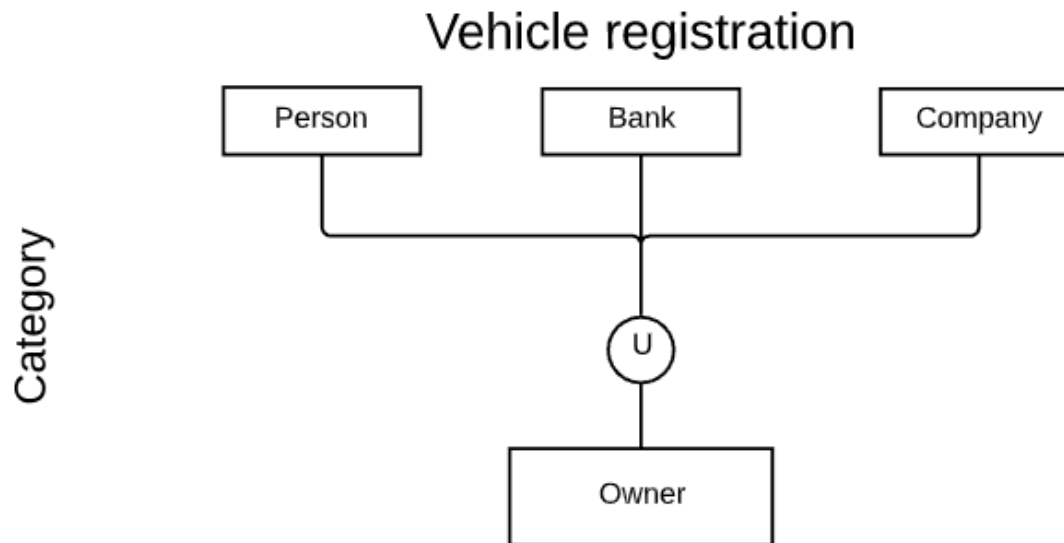 Vehicle registration
Person
Bank
Company
Category
U
Owner